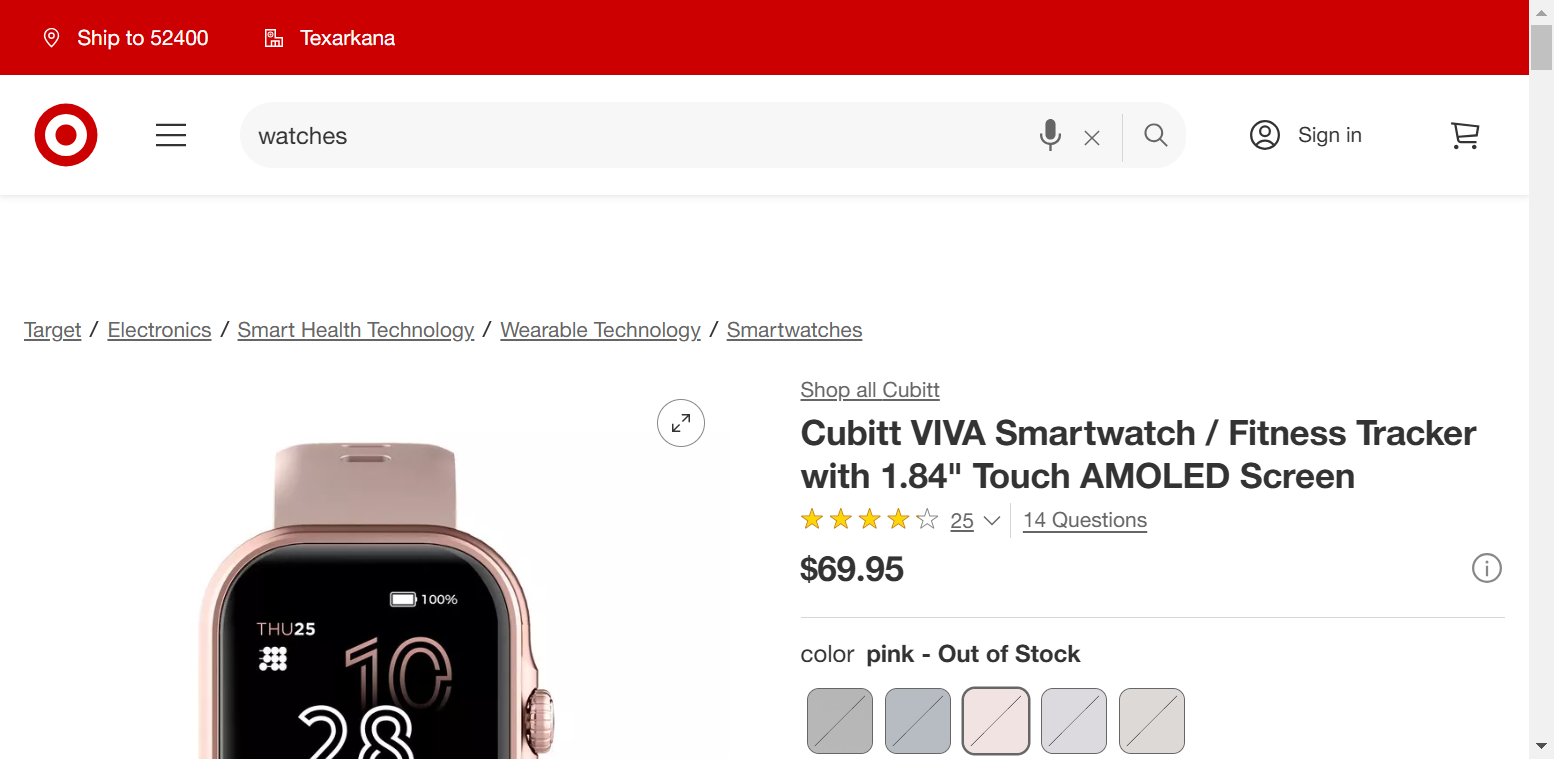 Ship to 52400
Texarkana
watches
Sign in
Target / Electronics / Smart Health Technology / Wearable Technology / Smartwatches
Shop all Cubitt
Cubitt VIVA Smartwatch / Fitness Tracker
with 1.84" Touch AMOLED Screen
25
14 Questions
$69.95
color pink - Out of Stock
100%
THU25
10
28